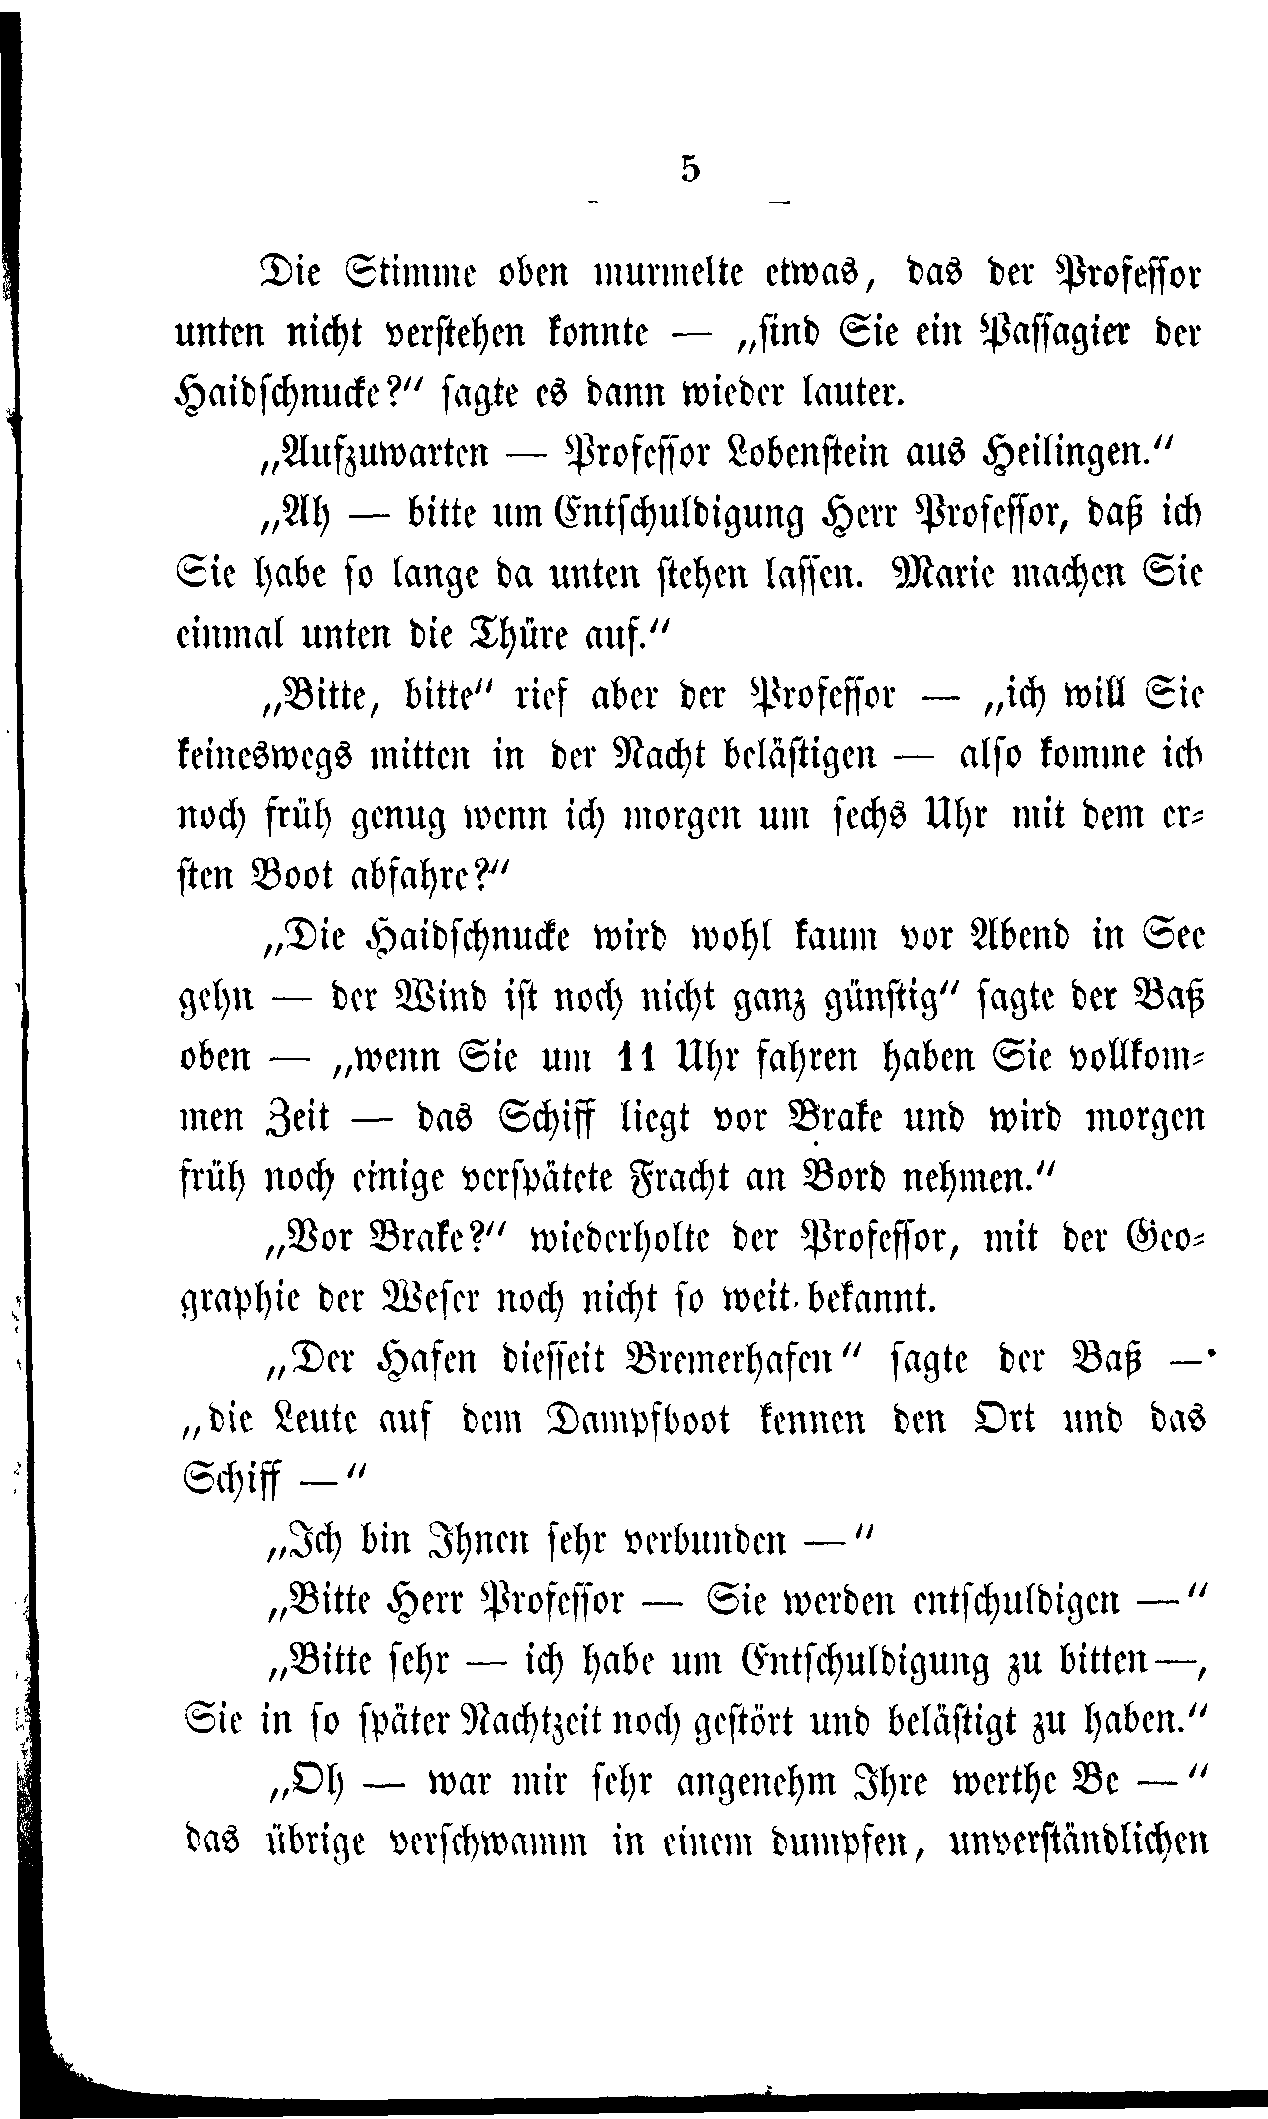 5
Die Stimme oben murmelte etwas, das der Professor
unten nicht verstehen konnte — „sind Sie ein Passagier der
Haidschnucke?“ sagte es dann wieder lauter.
„Aufzuwarten — Professor Lobenstein aus Heilingen.“
„Ah — bitte um Entschuldigung Herr Professor, daß ich
Sie habe so lange da unten stehen lassen. Marie machen Sie
einmal unten die Thüre auf.“
„Bitte, bitte“ rief aber der Professor — „ich will Sie
keineswegs mitten in der Nacht belästigen — also komme ich
noch früh genug wenn ich morgen um sechs Uhr mit dem er-
sten Boot abfahre?“
„Die Haidschnucke wird wohl kaum vor Abend in See
gehn — der Wind ist noch nicht ganz günstig“ sagte der Baß
oben — „wenn Sie um 11 Uhr fahren haben Sie vollkom-
men Zeit — das Schiff liegt vor Brake und wird morgen
früh noch einige verspätete Fracht an Bord nehmen.“
„Vor Brake?“ wiederholte der Professor, mit der Geo-
graphie der Weser noch nicht so weit bekannt.
„Der Hafen diesseit Bremerhafen“ sagte der Baß —
„die Leute auf dem Dampfboot kennen den Ort und das
Schiff —“
„Ich bin Ihnen sehr verbunden —“
„Bitte Herr Professor — Sie werden entschuldigen —“
„Bitte sehr — ich habe um Entschuldigung zu bitten—,
Sie in so später Nachtzeit noch gestört und belästigt zu haben.“
„Oh — war mir sehr angenehm Ihre werthe Be —“
das übrige verschwamm in einem dumpfen, unverständlichen